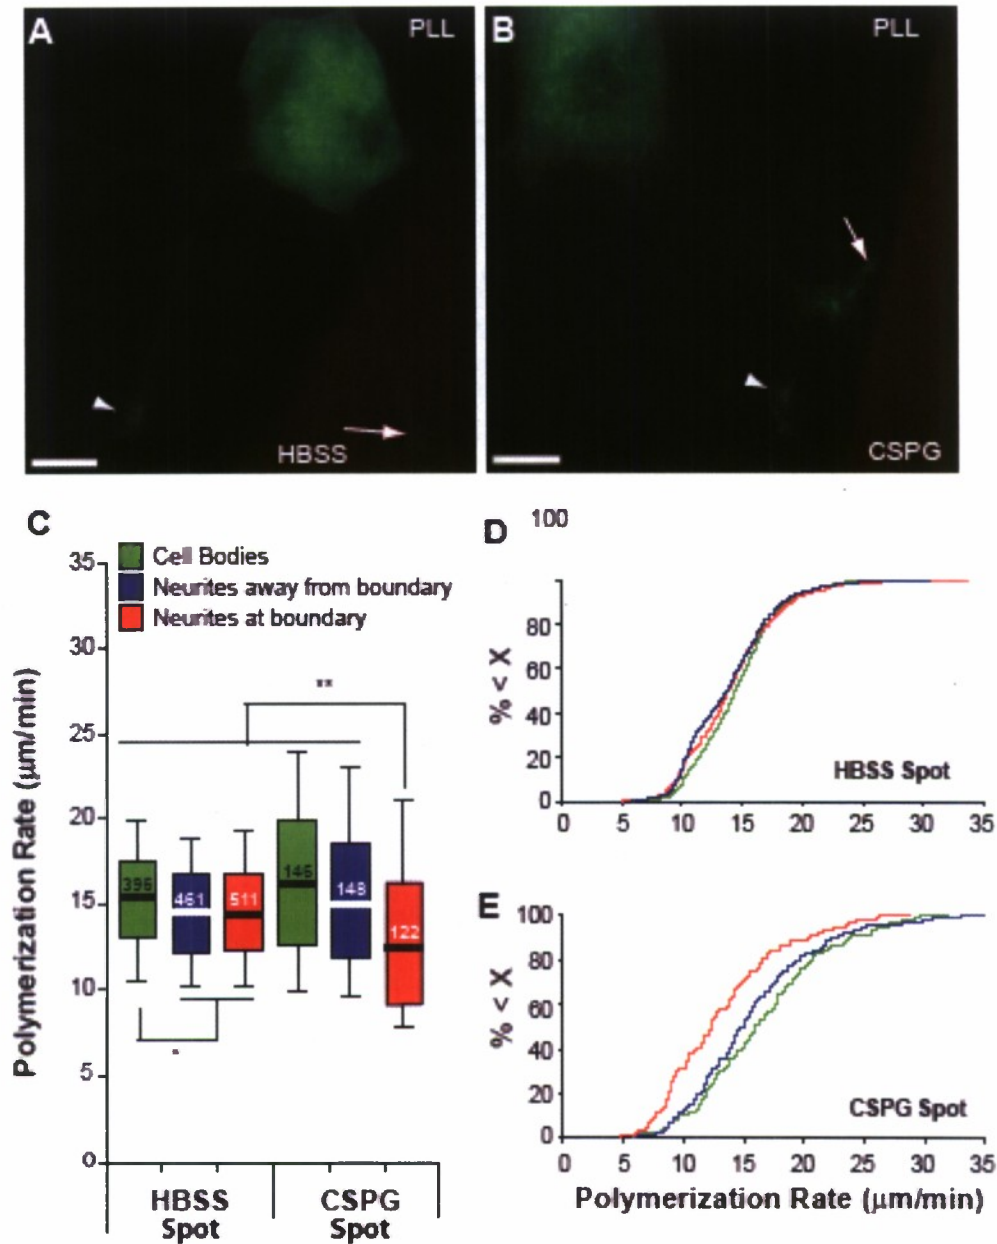 A
PLL
HBSS
B
PLL
CSPG
C
Cell Bodies
Neurites away from boundary
Neurites at boundary
Polymerization Rate (μm/min)
35
30
25
20
15
10
5
0
**
*
396
461
511
146
148
122
HBSS Spot
CSPG Spot
D
100
80
60
40
20
0
% < X
HBSS Spot
0 5 10 15 20 25 30 35
E
100
80
60
40
20
0
% < X
CSPG Spot
0 5 10 15 20 25 30 35
Polymerization Rate (μm/min)